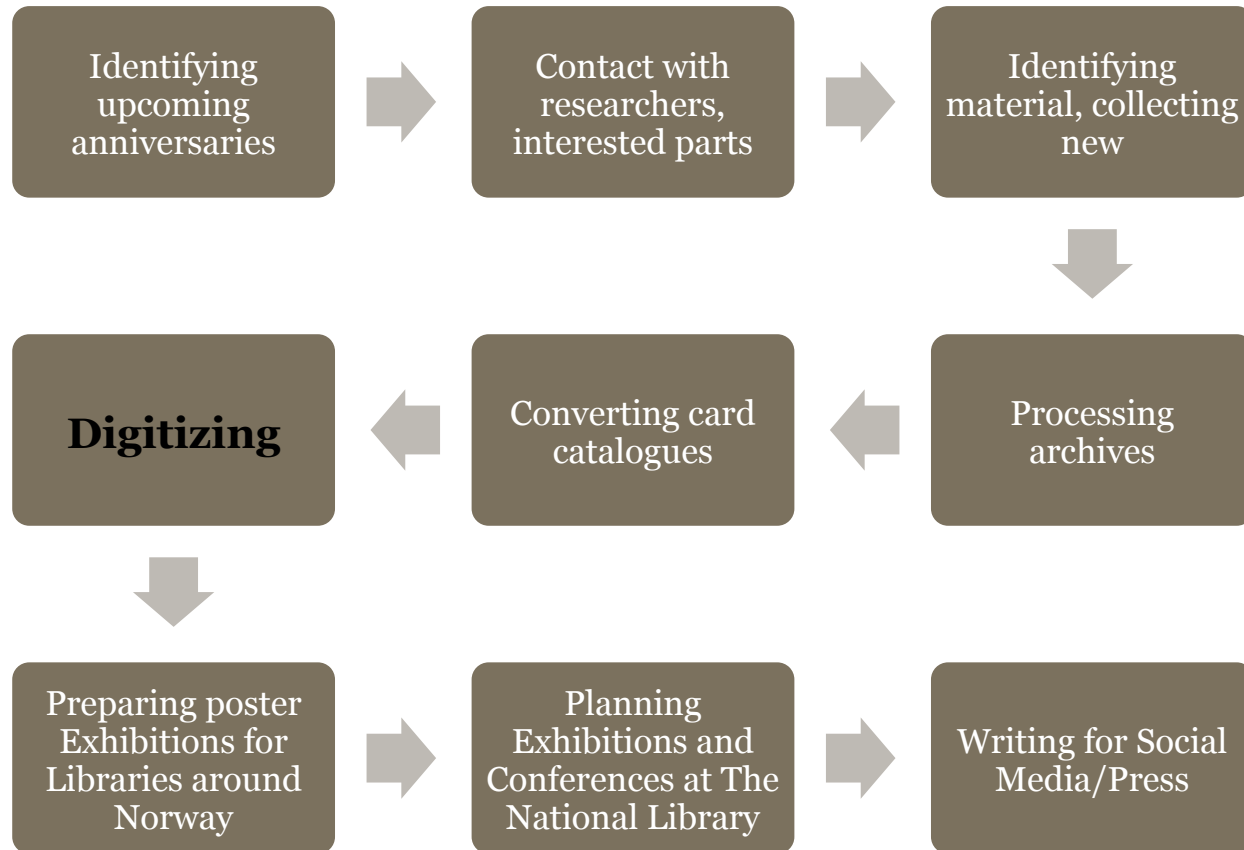 Identifying
upcoming
anniversaries
Contact with
researchers,
interested parts
Identifying
material, collecting
new
Processing
archives
Converting card
catalogues
Digitizing
Preparing poster
Exhibitions for
Libraries around
Norway
Planning
Exhibitions and
Conferences at The
National Library
Writing for Social
Media/Press